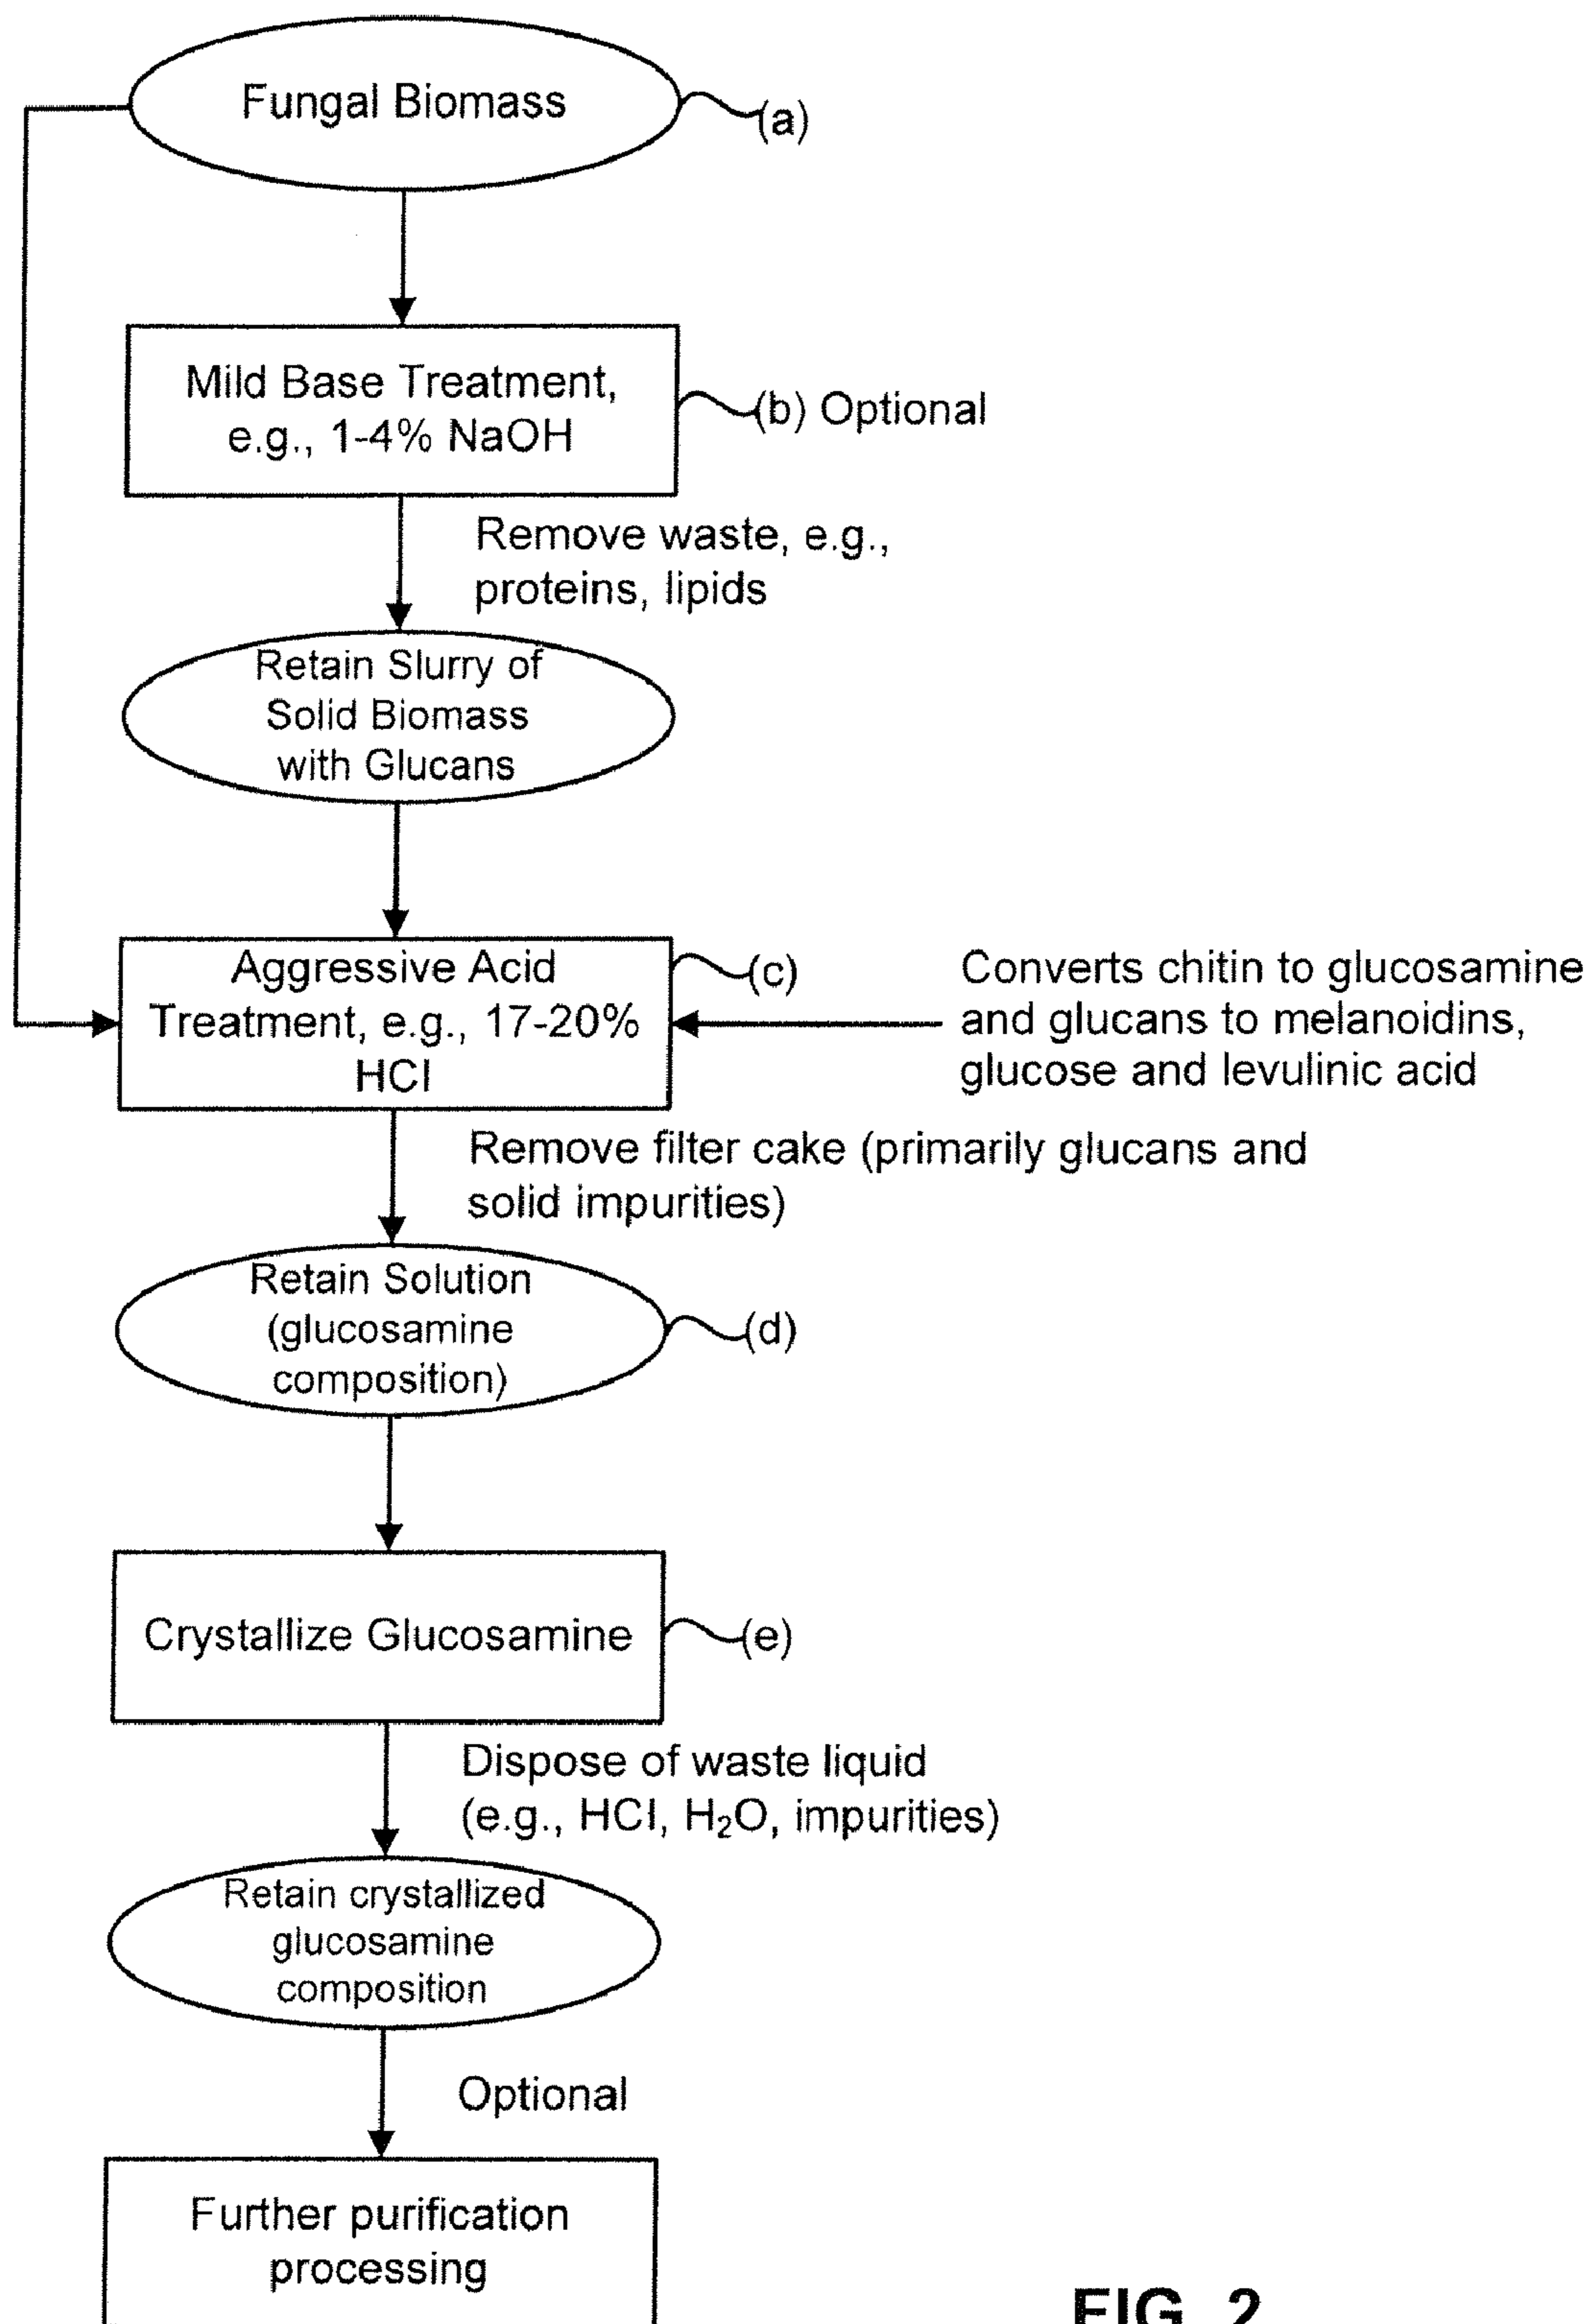 Fungal Biomass
(a)
Mild Base Treatment,
e.g., 1-4% NaOH
(b) Optional
Remove waste, e.g.,
proteins, lipids
Retain Slurry of
Solid Biomass
with Glucans
Aggressive Acid
Treatment, e.g., 17-20%
HCl
(c)
Converts chitin to glucosamine
and glucans to melanoidins,
glucose and levulinic acid
Remove filter cake (primarily glucans and
solid impurities)
Retain Solution
(glucosamine
composition)
(d)
Crystallize Glucosamine
(e)
Dispose of waste liquid
(e.g., HCl, H₂O, impurities)
Retain crystallized
glucosamine
composition
Optional
Further purification
processing
FIG. 2